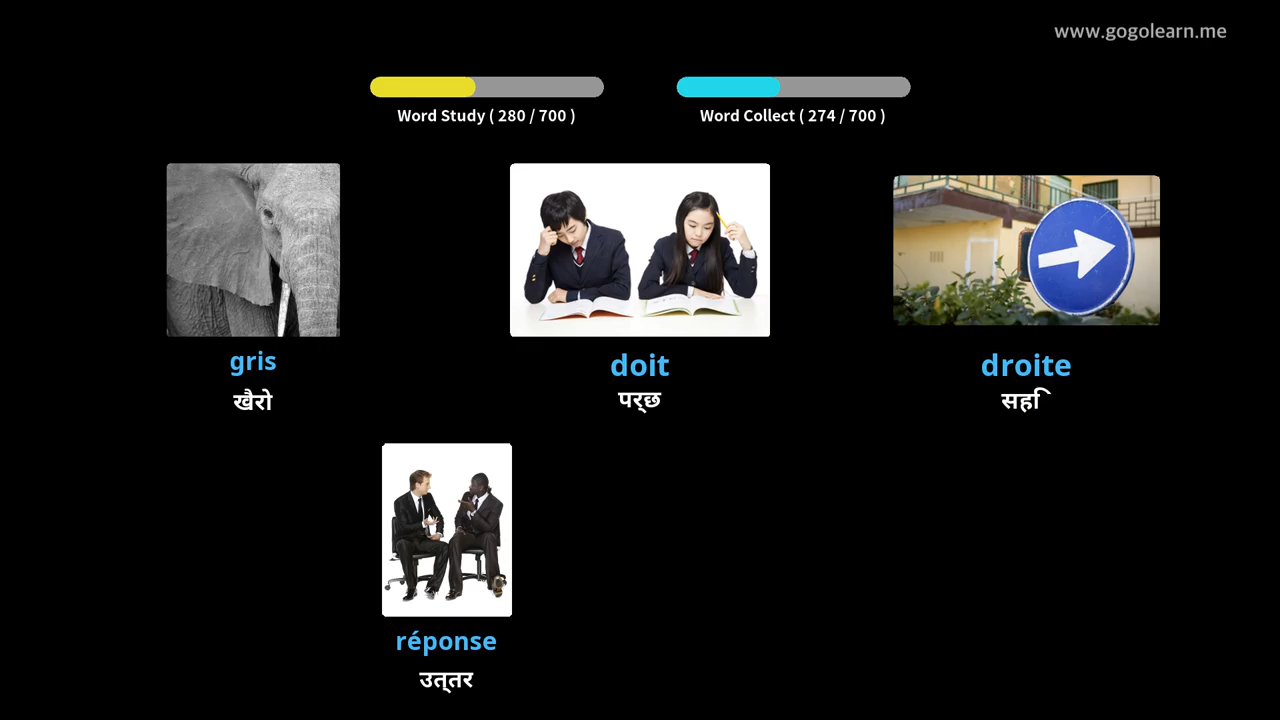 www.gogolearn.me
Word Study ( 280 / 700 )
Word Collect ( 274 / 700 )
gris
खैरो
doit
पर्‌छ
droite
सहि
réponse
उत्‌तर